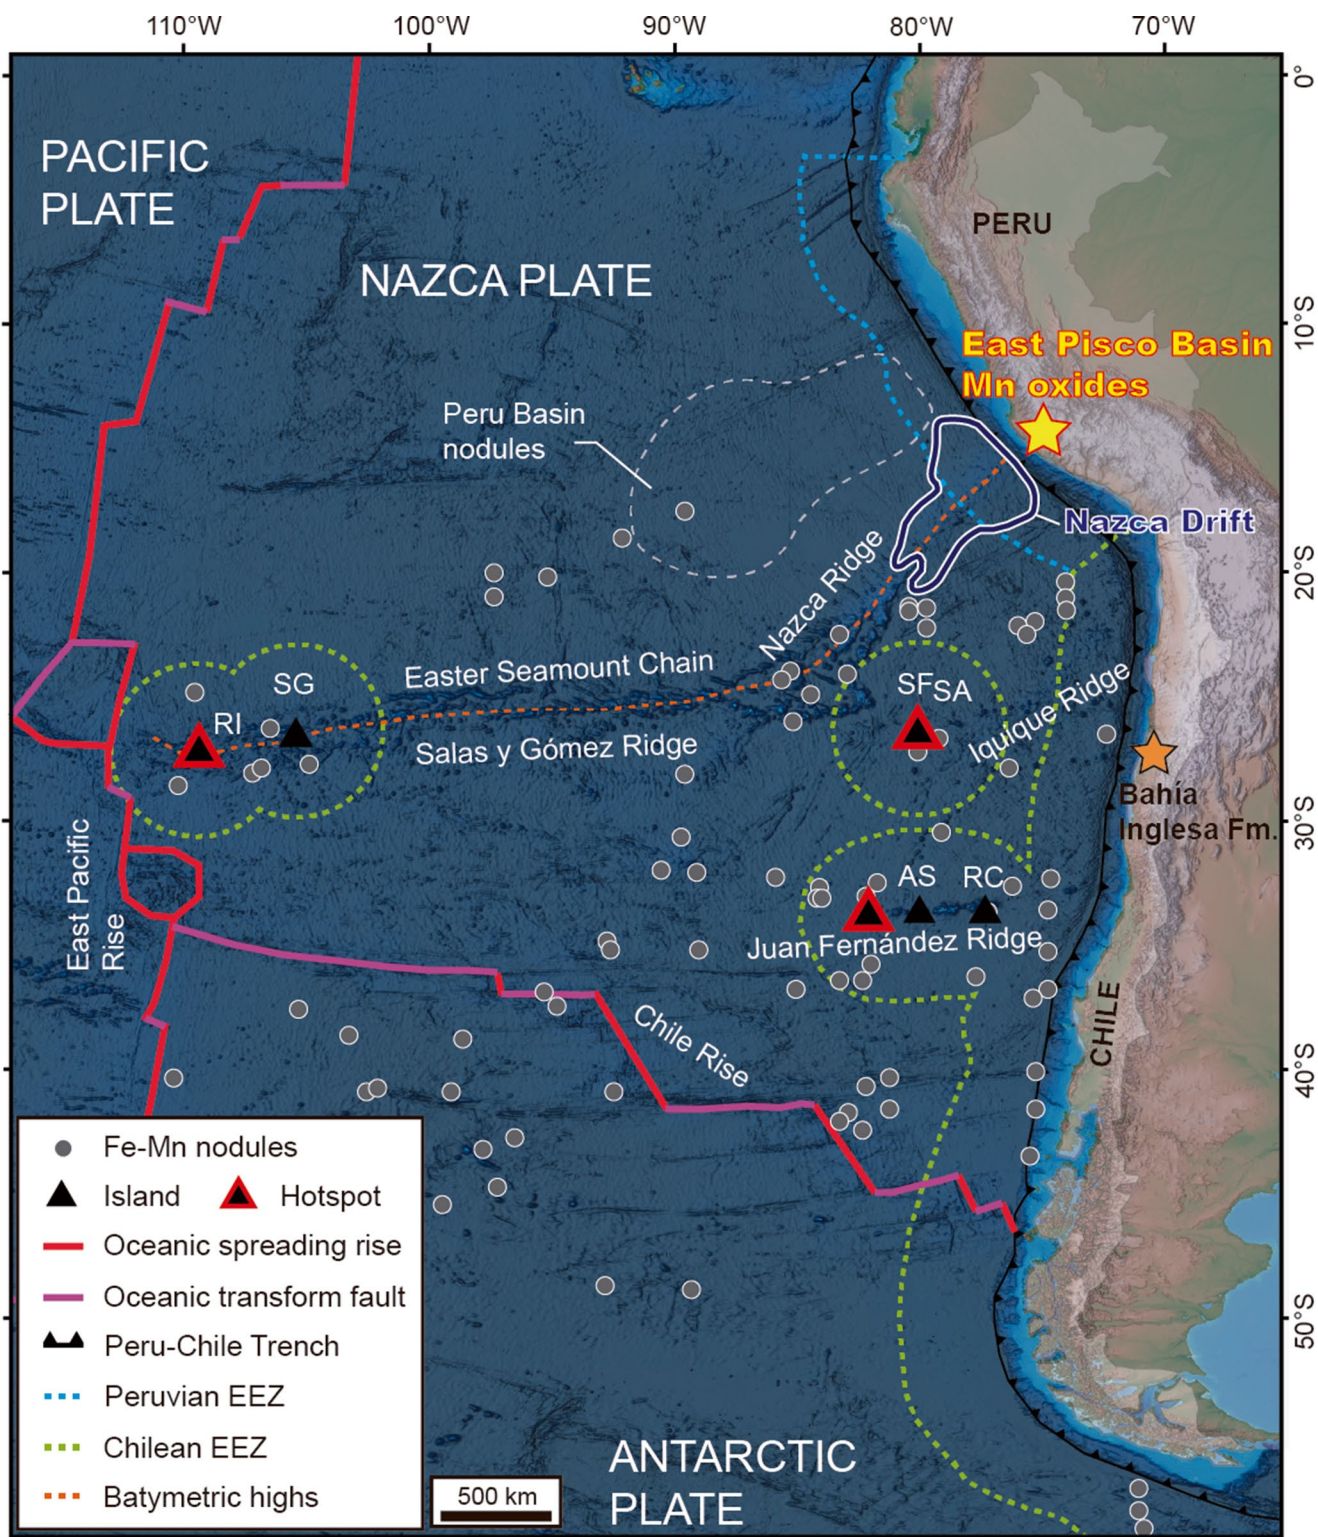 110°W
100°W
90°W
80°W
70°W
0°
10°S
20°S
30°S
40°S
50°S
PACIFIC
PLATE
NAZCA PLATE
PERU
East Pisco Basin
Mn oxides
Peru Basin
nodules
Nazca Drift
Nazca Ridge
Easter Seamount Chain
SG
RI
SF
SA
Salas y Gómez Ridge
Iquique Ridge
Bahía
Inglesa Fm.
East Pacific
Rise
AS
RC
Juan Fernández Ridge
Chile Rise
CHILE
Fe-Mn nodules
Island
Hotspot
Oceanic spreading rise
Oceanic transform fault
Peru-Chile Trench
Peruvian EEZ
Chilean EEZ
Batymetric highs
500 km
ANTARCTIC
PLATE